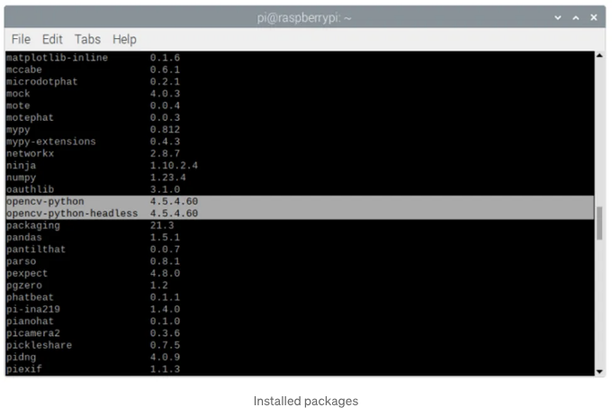 pi@raspberrypi: ~
File Edit Tabs Help
matplotlib-inline 0.1.6
mccabe 0.6.1
microdotphat 0.2.1
mock 4.0.3
mote 0.0.4
motephat 0.0.3
mypy 0.812
mypy-extensions 0.4.3
networkx 2.8.7
ninja 1.10.2.4
numpy 1.23.4
oauthlib 3.1.0
opencv-python 4.5.4.60
opencv-python-headless 4.5.4.60
packaging 21.3
pandas 1.5.1
pantilthat 0.0.7
parso 0.8.1
pexpect 4.8.0
pgzero 1.2
phatbeat 0.1.1
pi-ina219 1.4.0
pianohat 0.1.0
picamera2 0.3.6
pickleshare 0.7.5
pidng 4.0.9
piexif 1.1.3
Installed packages